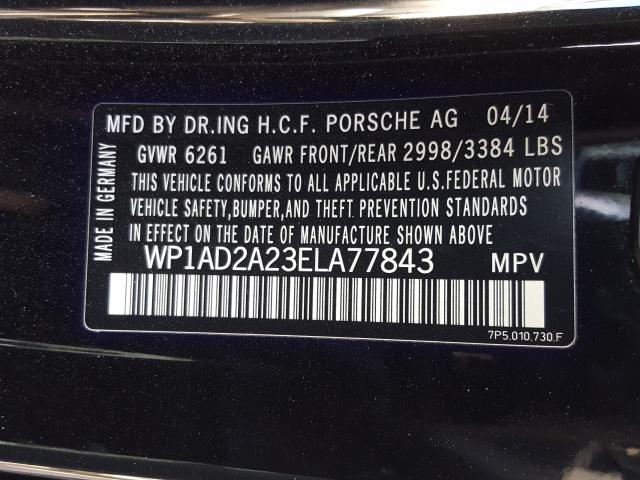 MFD BY DR.ING H.C.F. PORSCHE AG 04/14
GVWR 6261 GAWR FRONT/REAR 2998/3384 LBS
THIS VEHICLE CONFORMS TO ALL APPLICABLE U.S.FEDERAL MOTOR
VEHICLE SAFETY,BUMPER,AND THEFT PREVENTION STANDARDS
IN EFFECT ON THE DATE OF MANUFACTURE SHOWN ABOVE.
WP1AD2A23ELA77843 MPV
7P5.010.730.F
MADE IN GERMANY